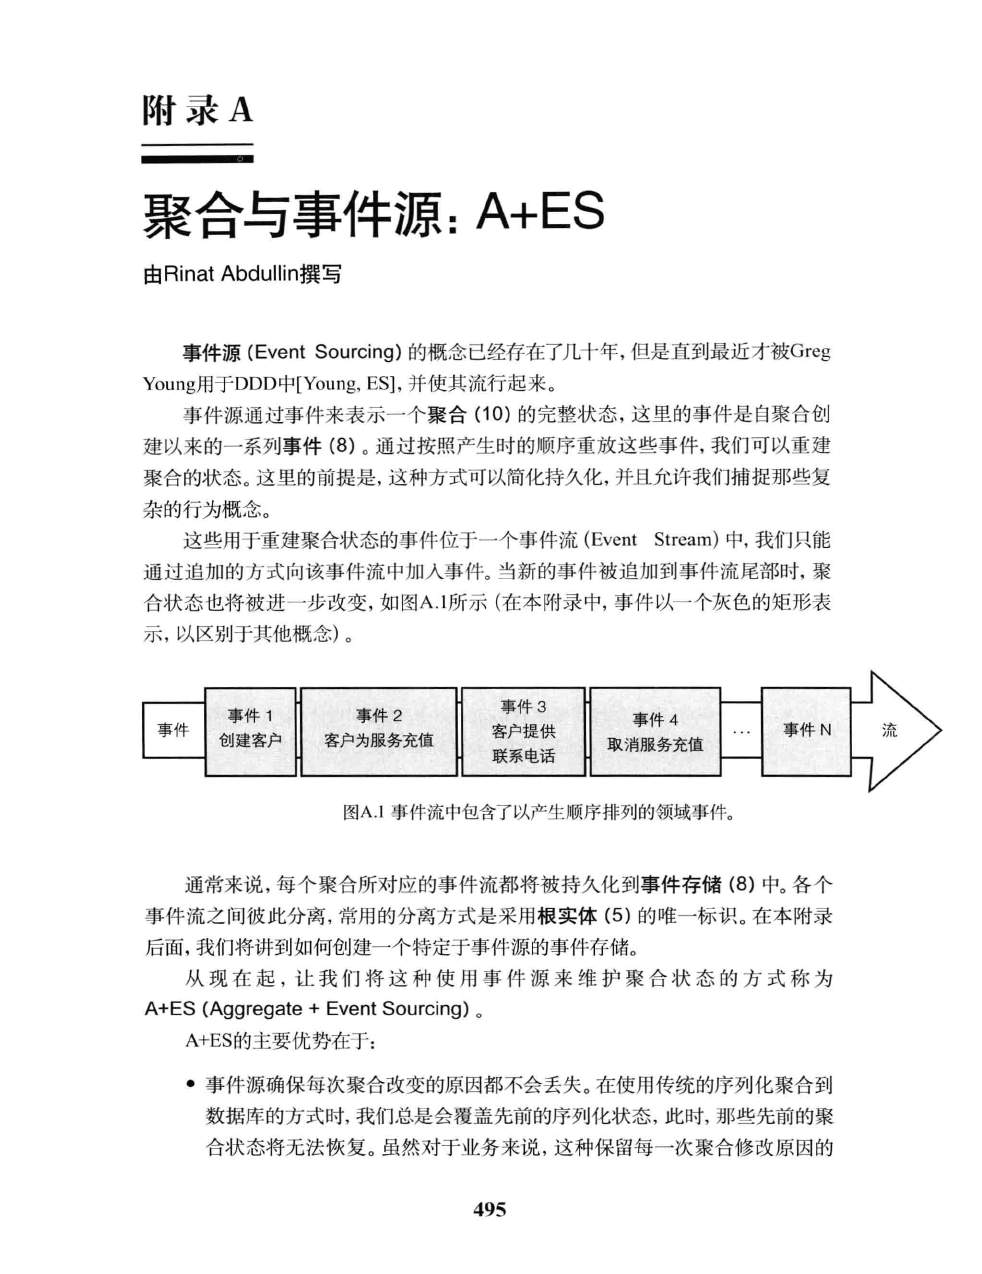 附录 A
聚合与事件源：A+ES
由Rinat Abdullin撰写
事件源（Event Sourcing）的概念已经存在了几十年，但是直到最近才被Greg
Young用于DDD中[Young, ES]，并使其流行起来。
事件源通过事件来表示一个聚合（10）的完整状态，这里的事件是自聚合创
建以来的一系列事件（8）。通过按照产生时的顺序重放这些事件，我们可以重建
聚合的状态。这里的前提是，这种方式可以简化持久化，并且允许我们捕捉那些复
杂的行为概念。
这些用于重建聚合状态的事件位于一个事件流（Event Stream）中，我们只能
通过追加的方式向该事件流中加入事件。当新的事件被追加到事件流尾部时，聚
合状态也将被进一步改变，如图A.1所示（在本附录中，事件以一个灰色的矩形表
示，以区别于其他概念）。
事件
事件 1
创建客户
事件 2
客户为服务充值
事件 3
客户提供
联系电话
事件 4
取消服务充值
...
事件 N
流
图A.1 事件流中包含了以产生顺序排列的领域事件。
通常来说，每个聚合所对应的事件流都将被持久化到事件存储（8）中。各个
事件流之间彼此分离，常用的分离方式是采用根实体（5）的唯一标识。在本附录
后面，我们将讲到如何创建一个特定于事件源的事件存储。
从现在起，让我们将这种使用事件源来维护聚合状态的方式称为
A+ES（Aggregate + Event Sourcing）。
A+ES的主要优势在于：
● 事件源确保每次聚合改变的原因都不会丢失。在使用传统的序列化聚合到
数据库的方式时，我们总是会覆盖先前的序列化状态，此时，那些先前的聚
合状态将无法恢复。虽然对于业务来说，这种保留每一次聚合修改原因的
495